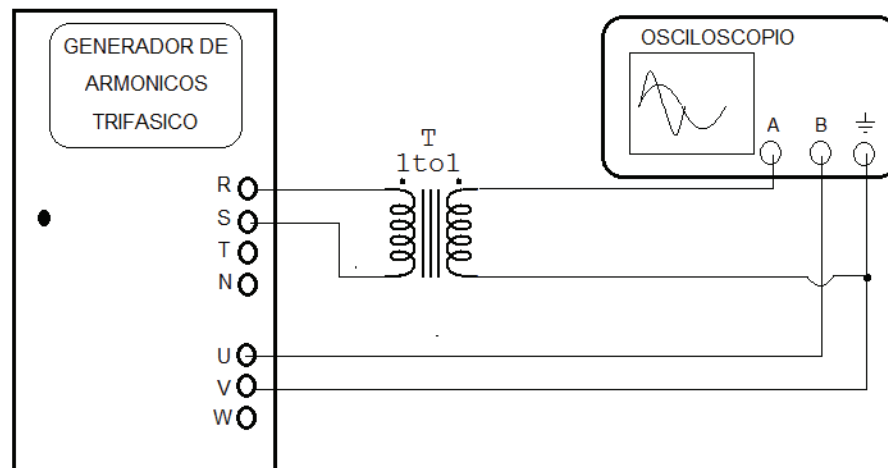 GENERADOR DE
ARMONICOS
TRIFASICO
OSCILOSCOPIO
A B
T
1to1
R
S
T
N
U
V
W